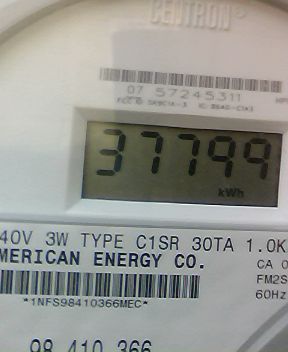 CENTRON®
07 57245311
37799
kWh
40V 3W TYPE C1SR 30TA 1.0K
MERICAN ENERGY CO.
CA 0
FM2S
60Hz
*1NFS98410366MEC*
98 410 366